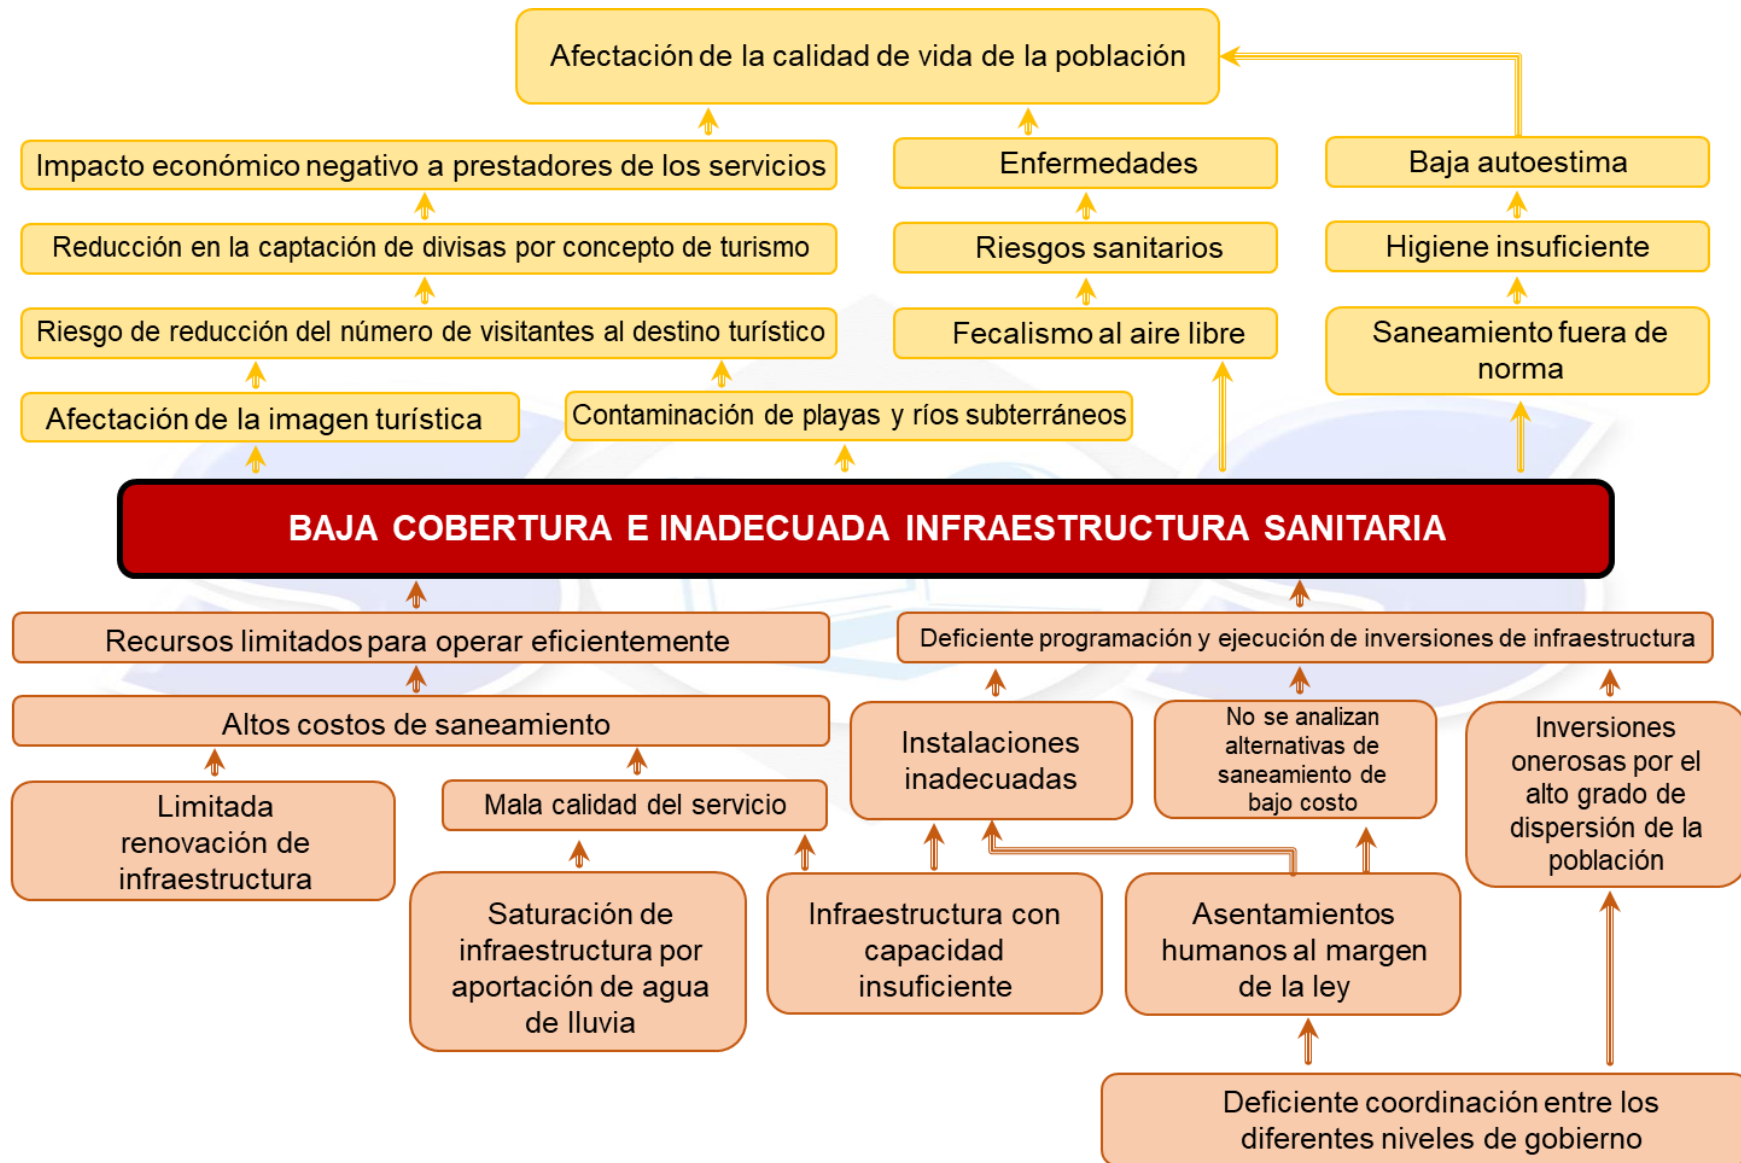 Afectación de la calidad de vida de la población
Impacto económico negativo a prestadores de los servicios
Enfermedades
Baja autoestima
Reducción en la captación de divisas por concepto de turismo
Riesgos sanitarios
Higiene insuficiente
Riesgo de reducción del número de visitantes al destino turístico
Fecalismo al aire libre
Saneamiento fuera de
norma
Afectación de la imagen turística
Contaminación de playas y ríos subterráneos
BAJA COBERTURA E INADECUADA INFRAESTRUCTURA SANITARIA
Recursos limitados para operar eficientemente
Deficiente programación y ejecución de inversiones de infraestructura
Altos costos de saneamiento
Instalaciones
inadecuadas
No se analizan
alternativas de
saneamiento de
bajo costo
Inversiones
onerosas por el
alto grado de
dispersión de la
población
Limitada
renovación de
infraestructura
Mala calidad del servicio
Saturación de
infraestructura por
aportación de agua
de lluvia
Infraestructura con
capacidad
insuficiente
Asentamientos
humanos al margen
de la ley
Deficiente coordinación entre los
diferentes niveles de gobierno